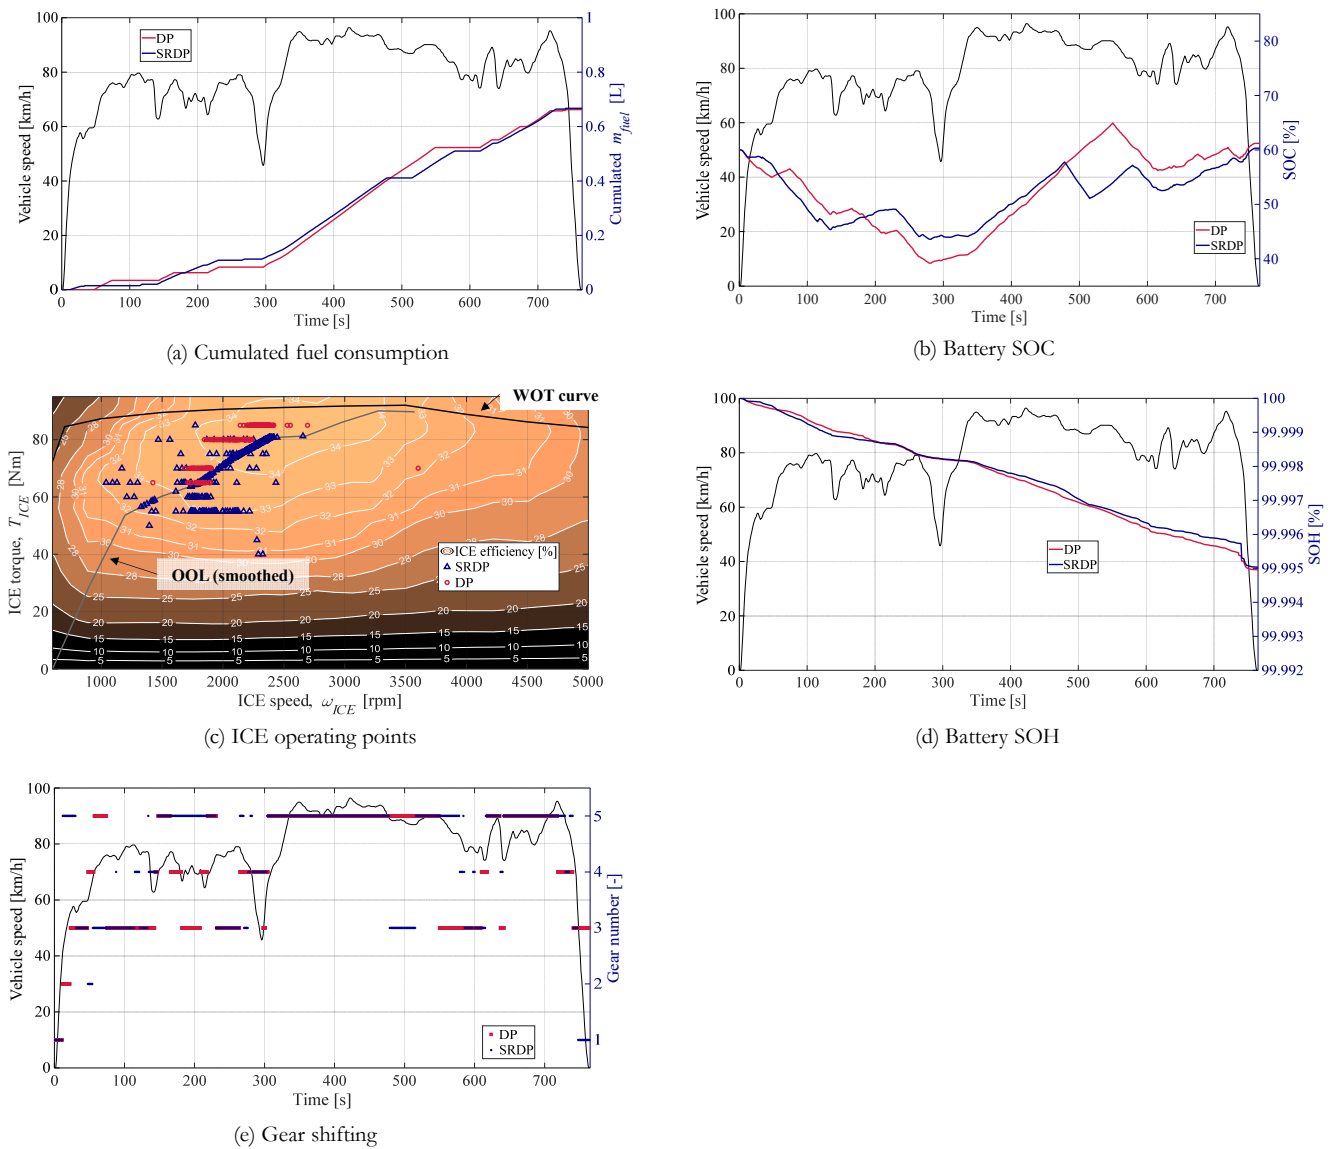 100
80
60
40
20
0
0
100
200
300
400
500
600
700
1
0.8
0.6
0.4
0.2
0
DP
SRDP
Vehicle speed [km/h]
Cumulated m_fuel [L]
Time [s]
(a) Cumulated fuel consumption
100
80
60
40
20
0
0
100
200
300
400
500
600
700
80
70
60
50
40
DP
SRDP
Vehicle speed [km/h]
SOC [%]
Time [s]
(b) Battery SOC
WOT curve
OOL (smoothed)
ICE efficiency [%]
SRDP
DP
80
60
40
20
0
1000
1500
2000
2500
3000
3500
4000
4500
5000
ICE torque, T_ICE [Nm]
ICE speed, ω_ICE [rpm]
(c) ICE operating points
100
80
60
40
20
0
0
100
200
300
400
500
600
700
100
99.999
99.998
99.997
99.996
99.995
99.994
99.993
99.992
DP
SRDP
Vehicle speed [km/h]
SOH [%]
Time [s]
(d) Battery SOH
100
80
60
40
20
0
0
100
200
300
400
500
600
700
5
4
3
2
1
DP
SRDP
Vehicle speed [km/h]
Gear number [-]
Time [s]
(e) Gear shifting